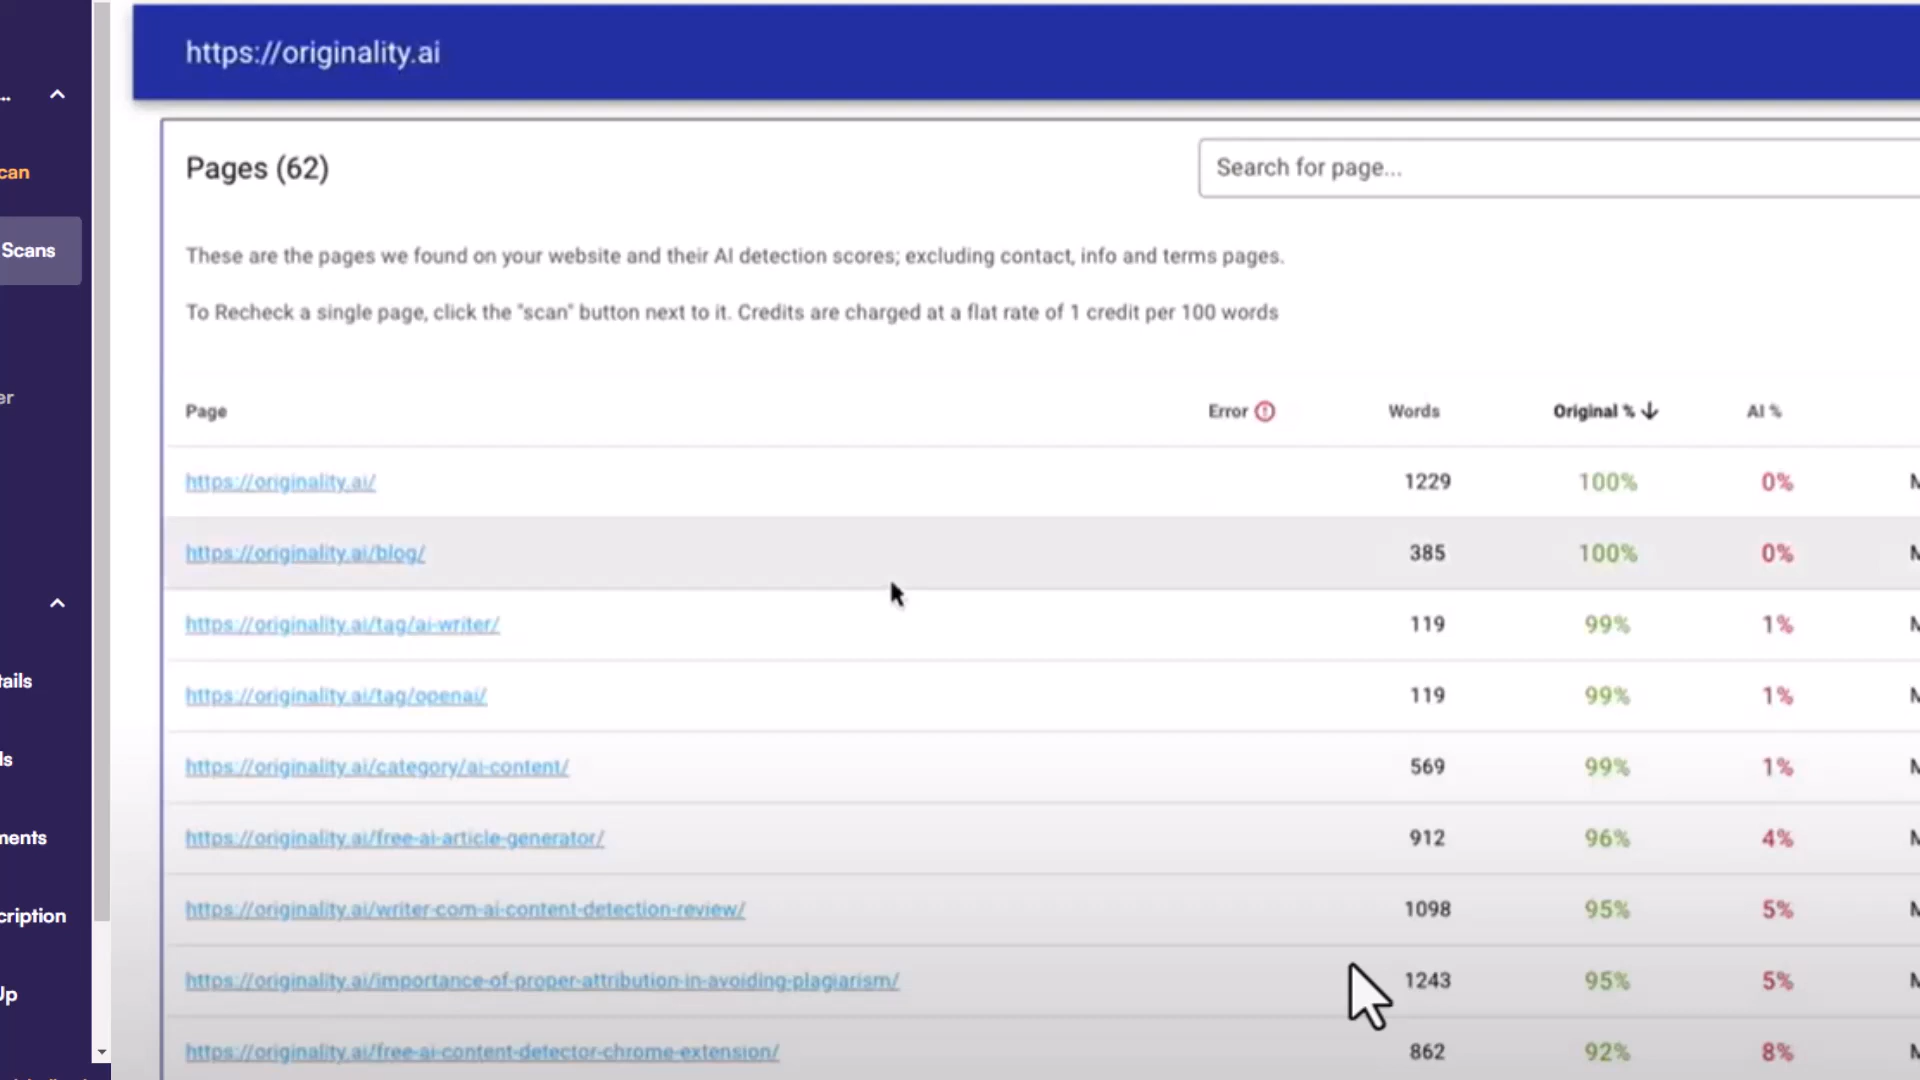 https://originality.ai
...
can
Pages (62)
Search for page...
Scans
These are the pages we found on your website and their AI detection scores; excluding contact, info and terms pages.
To Recheck a single page, click the "scan" button next to it. Credits are charged at a flat rate of 1 credit per 100 words
er
Page Error Words Original % AI %
https://originality.ai/ 1229 100% 0% M
https://originality.ai/blog/ 385 100% 0% M
https://originality.ai/tag/ai-writer/ 119 99% 1% M
tails
https://originality.ai/tag/openai/ 119 99% 1% M
ls
https://originality.ai/category/ai-content/ 569 99% 1% M
ments
https://originality.ai/free-ai-article-generator/ 912 96% 4% M
cription
https://originality.ai/writer-com-ai-content-detection-review/ 1098 95% 5% M
Up
https://originality.ai/importance-of-proper-attribution-in-avoiding-plagiarism/ 1243 95% 5% M
https://originality.ai/free-ai-content-detector-chrome-extension/ 862 92% 8% M